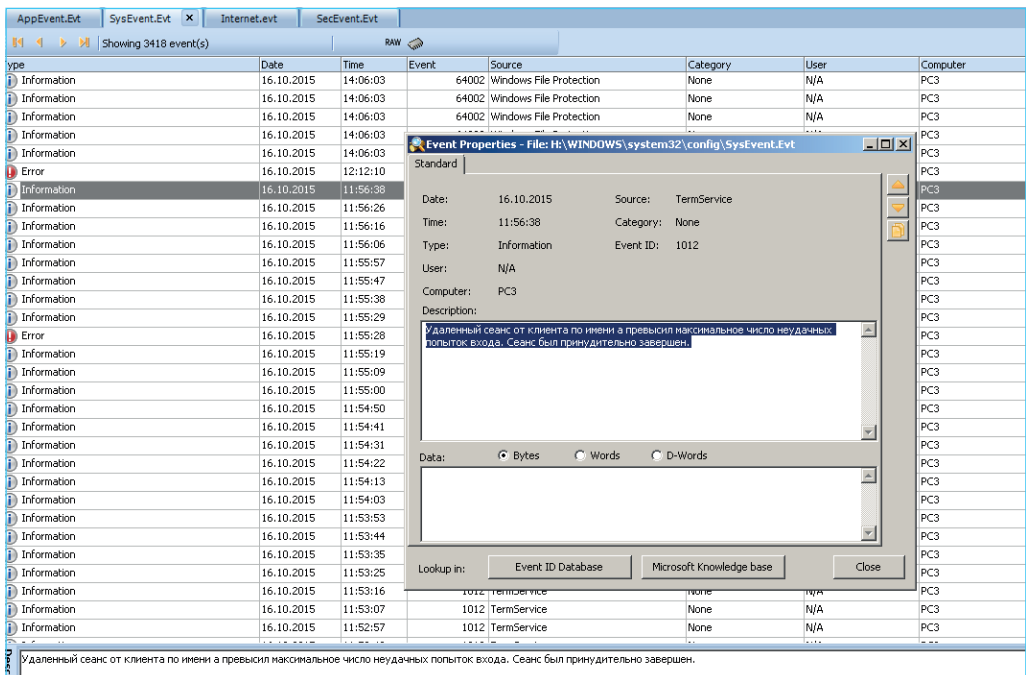 AppEvent.Evt SysEvent.Evt x Internet.evt SecEvent.Evt
Showing 3418 event(s) RAW
ype Date Time Event Source Category User Computer
Information 16.10.2015 14:06:03 64002 Windows File Protection None N/A PC3
Information 16.10.2015 14:06:03 64002 Windows File Protection None N/A PC3
Information 16.10.2015 14:06:03 64002 Windows File Protection None N/A PC3
Information 16.10.2015 14:06:03 PC3
Information 16.10.2015 14:06:03 PC3
Error 16.10.2015 12:12:10 PC3
Information 16.10.2015 11:56:38 PC3
Information 16.10.2015 11:56:26 PC3
Information 16.10.2015 11:56:16 PC3
Information 16.10.2015 11:56:06 PC3
Information 16.10.2015 11:55:57 PC3
Information 16.10.2015 11:55:47 PC3
Information 16.10.2015 11:55:38 PC3
Information 16.10.2015 11:55:29 PC3
Error 16.10.2015 11:55:28 PC3
Information 16.10.2015 11:55:19 PC3
Information 16.10.2015 11:55:09 PC3
Information 16.10.2015 11:55:00 PC3
Information 16.10.2015 11:54:50 PC3
Information 16.10.2015 11:54:41 PC3
Information 16.10.2015 11:54:31 PC3
Information 16.10.2015 11:54:22 PC3
Information 16.10.2015 11:54:13 PC3
Information 16.10.2015 11:54:03 PC3
Information 16.10.2015 11:53:53 PC3
Information 16.10.2015 11:53:44 PC3
Information 16.10.2015 11:53:35 PC3
Information 16.10.2015 11:53:25 PC3
Information 16.10.2015 11:53:16 1012 TermService None N/A PC3
Information 16.10.2015 11:53:07 1012 TermService None N/A PC3
Information 16.10.2015 11:52:57 1012 TermService None N/A PC3
Event Properties - File: H:\WINDOWS\system32\config\SysEvent.Evt
Standard
Date: 16.10.2015 Source: TermService
Time: 11:56:38 Category: None
Type: Information Event ID: 1012
User: N/A
Computer: PC3
Description:
Удаленный сеанс от клиента по имени а превысил максимальное число неудачных
попыток входа. Сеанс был принудительно завершен.
Data: Bytes Words D-Words
Lookup in: Event ID Database Microsoft Knowledge base Close
Desc
Удаленный сеанс от клиента по имени а превысил максимальное число неудачных попыток входа. Сеанс был принудительно завершен.